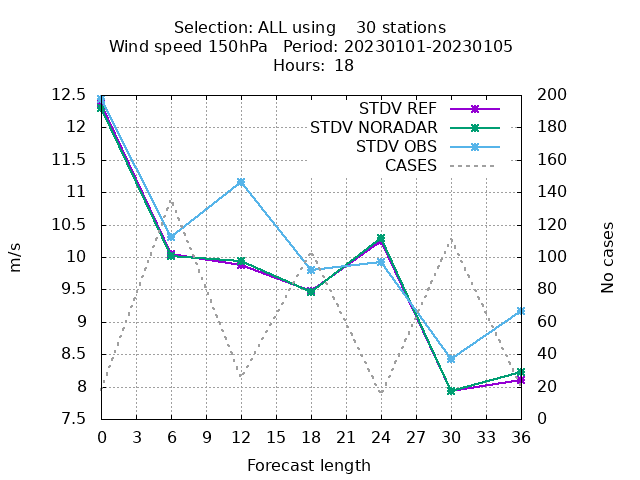 Selection: ALL using    30 stations
Wind speed 150hPa   Period: 20230101-20230105
Hours: 18
12.5
12
11.5
11
10.5
10
9.5
9
8.5
8
7.5
200
180
160
140
120
100
80
60
40
20
0
STDV REF
STDV NORADAR
STDV OBS
CASES
m/s
No cases
0 3 6 9 12 15 18 21 24 27 30 33 36
Forecast length